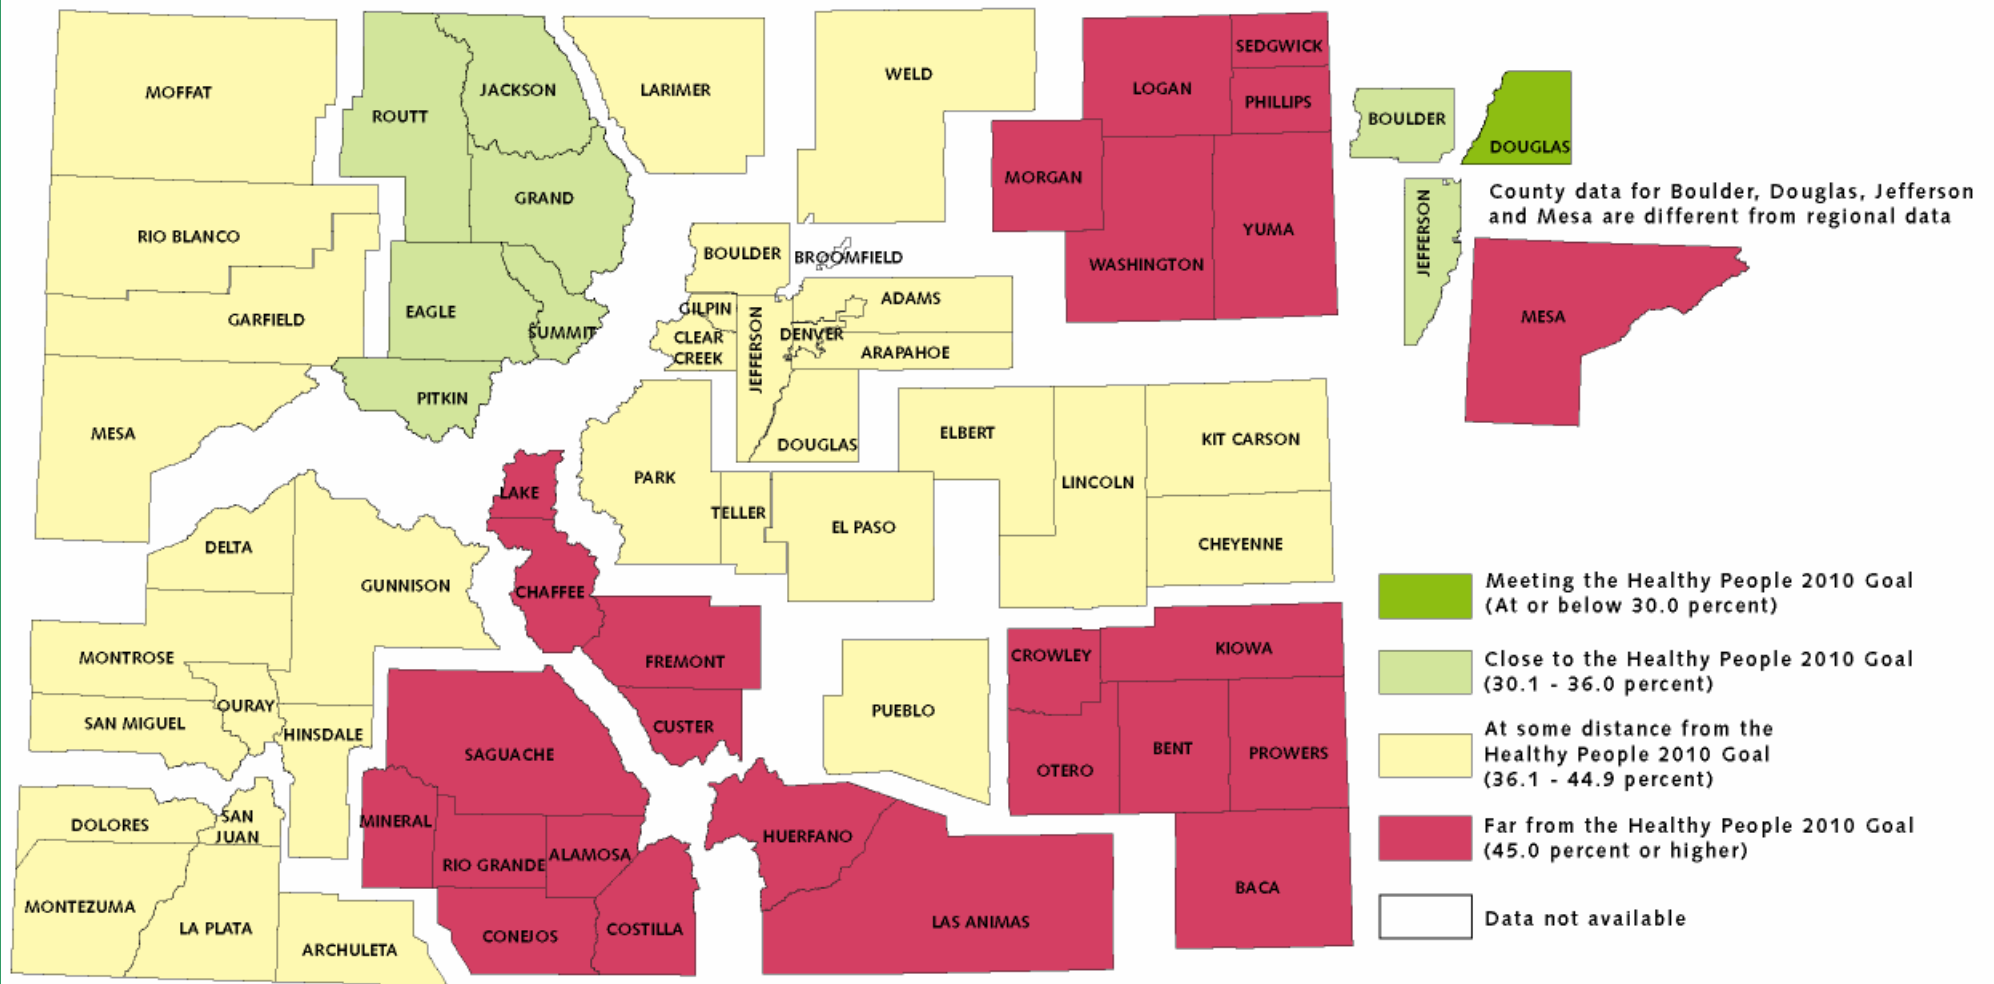 MOFFAT
ROUTT
JACKSON
LARIMER
WELD
LOGAN
SEDGWICK
PHILLIPS
MORGAN
WASHINGTON
YUMA
RIO BLANCO
GARFIELD
MESA
GRAND
EAGLE
SUMMIT
PITKIN
BOULDER
BROOMFIELD
GILPIN
CLEAR
CREEK
JEFFERSON
ADAMS
DENVER
ARAPAHOE
DOUGLAS
ELBERT
LINCOLN
KIT CARSON
CHEYENNE
PARK
TELLER
EL PASO
LAKE
CHAFFEE
FREMONT
CUSTER
DELTA
GUNNISON
MONTROSE
OURAY
SAN MIGUEL
HINSDALE
DOLORES
SAN
JUAN
MONTEZUMA
LA PLATA
ARCHULETA
SAGUACHE
MINERAL
RIO GRANDE
ALAMOSA
CONEJOS
COSTILLA
PUEBLO
HUERFANO
LAS ANIMAS
CROWLEY
KIOWA
OTERO
BENT
PROWERS
BACA
BOULDER
DOUGLAS
JEFFERSON
County data for Boulder, Douglas, Jefferson
and Mesa are different from regional data
MESA
Meeting the Healthy People 2010 Goal
(At or below 30.0 percent)
Close to the Healthy People 2010 Goal
(30.1 - 36.0 percent)
At some distance from the
Healthy People 2010 Goal
(36.1 - 44.9 percent)
Far from the Healthy People 2010 Goal
(45.0 percent or higher)
Data not available